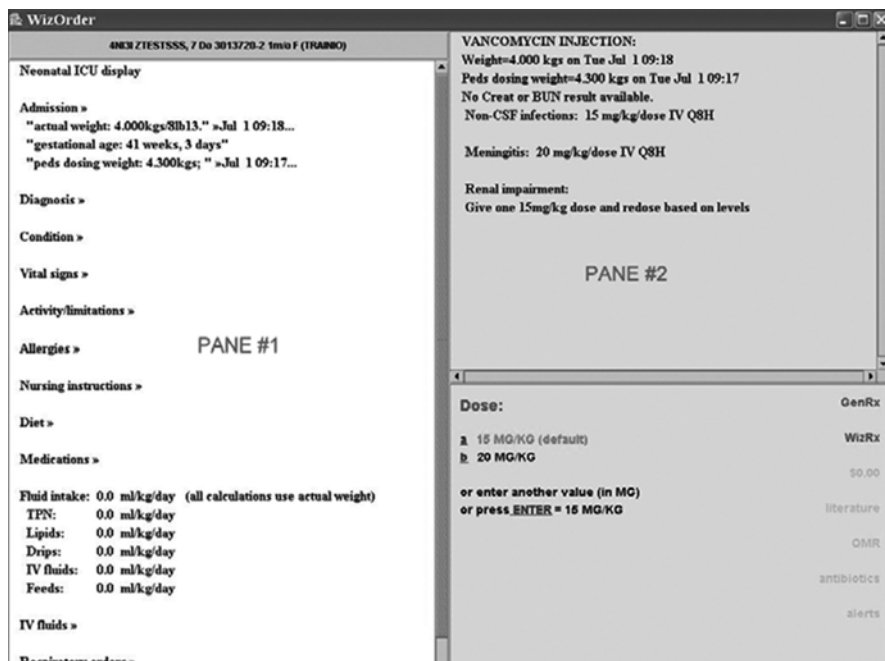 WizOrder
4NI3I ZTESTSSS, 7 Do 3013720-2 1m/o F (TRAINIO)
Neonatal ICU display
Admission »
"actual weight: 4.000kgs/8lb13." »Jul 1 09:18...
"gestational age: 41 weeks, 3 days"
"peds dosing weight: 4.300kgs; " »Jul 1 09:17...
Diagnosis »
Condition »
Vital signs »
Activity/limitations »
Allergies »
PANE #1
Nursing instructions »
Diet »
Medications »
Fluid intake: 0.0 ml/kg/day (all calculations use actual weight)
TPN: 0.0 ml/kg/day
Lipids: 0.0 ml/kg/day
Drips: 0.0 ml/kg/day
IV fluids: 0.0 ml/kg/day
Feeds: 0.0 ml/kg/day
IV fluids »
VANCOMYCIN INJECTION:
Weight=4.000 kgs on Tue Jul 1 09:18
Peds dosing weight=4.300 kgs on Tue Jul 1 09:17
No Creat or BUN result available.
Non-CSF infections: 15 mg/kg/dose IV Q8H
Meningitis: 20 mg/kg/dose IV Q8H
Renal impairment:
Give one 15mg/kg dose and redose based on levels
PANE #2
Dose:
a 15 MG/KG (default)
b 20 MG/KG
or enter another value (in MG)
or press ENTER = 15 MG/KG
GenRx
WizRx
$0.00
literature
OMR
antibiotics
alerts